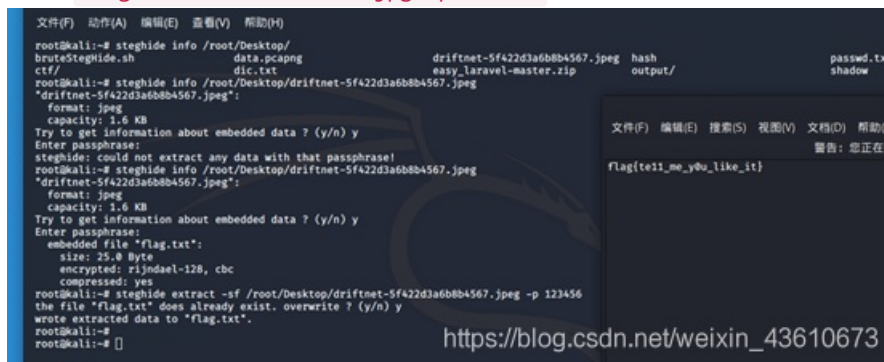 文件(F) 动作(A) 编辑(E) 查看(V) 帮助(H)
root@kali:~# steghide info /root/Desktop/
bruteStegHide.sh data.pcapng driftnet-5f422d3a6b8b4567.jpeg hash passwd.tx
ctf/ dic.txt easy_laravel-master.zip output/ shadow
root@kali:~# steghide info /root/Desktop/driftnet-5f422d3a6b8b4567.jpeg
"driftnet-5f422d3a6b8b4567.jpeg":
format: jpeg
capacity: 1.6 KB
Try to get information about embedded data ? (y/n) y
Enter passphrase:
steghide: could not extract any data with that passphrase!
root@kali:~# steghide info /root/Desktop/driftnet-5f422d3a6b8b4567.jpeg
"driftnet-5f422d3a6b8b4567.jpeg":
format: jpeg
capacity: 1.6 KB
Try to get information about embedded data ? (y/n) y
Enter passphrase:
embedded file "flag.txt":
size: 25.0 Byte
encrypted: rijndael-128, cbc
compressed: yes
root@kali:~# steghide extract -sf /root/Desktop/driftnet-5f422d3a6b8b4567.jpeg -p 123456
the file "flag.txt" does already exist. overwrite ? (y/n) y
wrote extracted data to "flag.txt".
root@kali:~#
root@kali:~#
文件(F) 编辑(E) 搜索(S) 视图(V) 文档(D) 帮助(
警告: 您正在
flag{te11_me_y0u_like_it}
https://blog.csdn.net/weixin_43610673